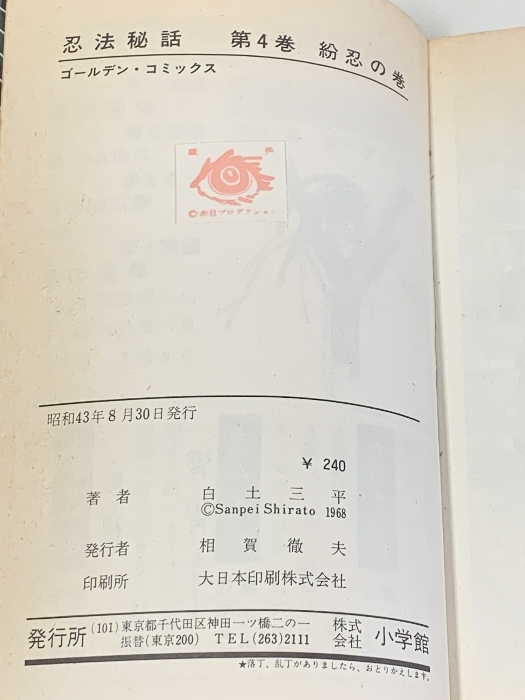 忍法秘話 第4巻 紛忍の巻
ゴールデン・コミックス
©赤目プロダクション
昭和43年8月30日発行
¥ 240
著者 白土三平
©Sanpei Shirato 1968
発行者 相賀徹夫
印刷所 大日本印刷株式会社
発行所 (101)東京都千代田区神田一ツ橋二の一 株式会社 小学館
振替(東京200) TEL(263)2111
★落丁、乱丁がありましたら、おとりかえします。